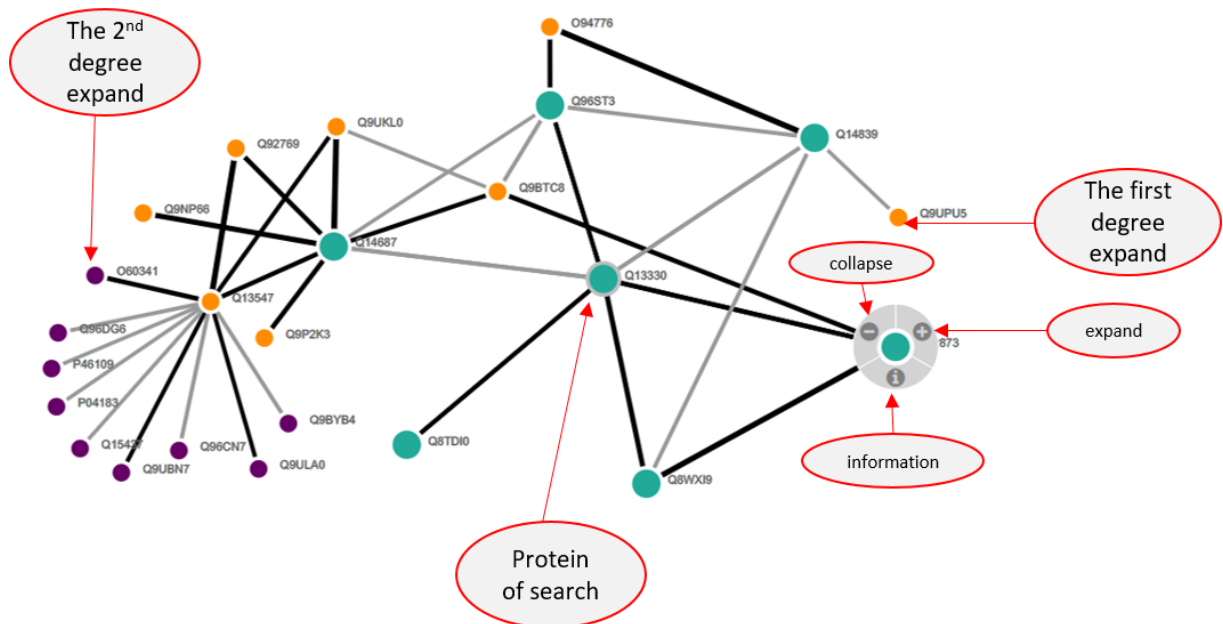 The 2nd
degree
expand
O94776
Q96ST3
Q9UKL0
Q92769
Q14839
Q9BTC8
Q9NP66
Q9UPU5
The first
degree
expand
Q14687
O60341
Q13330
collapse
Q13547
Q96DG6
Q9P2K3
expand
873
P46109
P04183
Q9BYB4
Q8TDI0
Q96CN7
Q9UBN7
Q9ULA0
information
Q8WXI9
Protein
of search